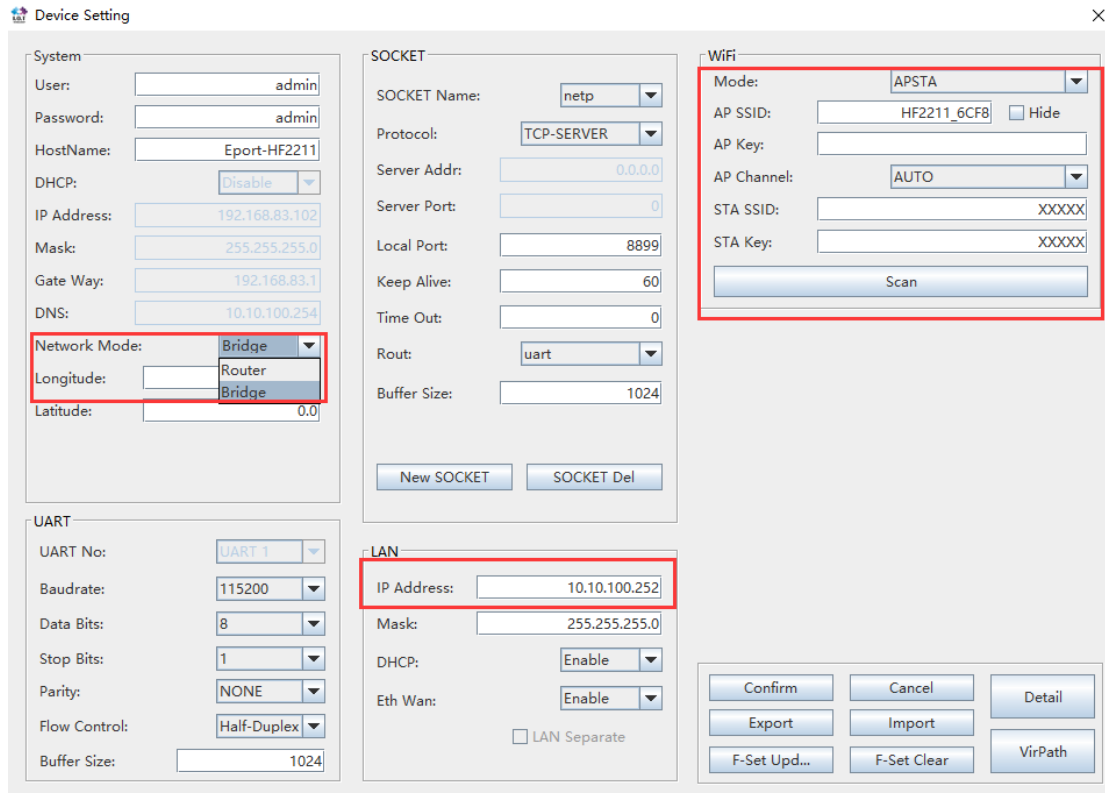 Device Setting
System
User: admin
Password: admin
HostName: Eport-HF2211
DHCP: Disable
IP Address: 192.168.83.102
Mask: 255.255.255.0
Gate Way: 192.168.83.1
DNS: 10.10.100.254
Network Mode: Bridge
Router
Longitude:
Bridge
Latitude: 0.0
UART
UART No: UART 1
Baudrate: 115200
Data Bits: 8
Stop Bits: 1
Parity: NONE
Flow Control: Half-Duplex
Buffer Size: 1024
SOCKET
SOCKET Name: netp
Protocol: TCP-SERVER
Server Addr: 0.0.0.0
Server Port: 0
Local Port: 8899
Keep Alive: 60
Time Out: 0
Rout: uart
Buffer Size: 1024
New SOCKET SOCKET Del
LAN
IP Address: 10.10.100.252
Mask: 255.255.255.0
DHCP: Enable
Eth Wan: Enable
LAN Separate
WiFi
Mode: APSTA
AP SSID: HF2211_6CF8 Hide
AP Key:
AP Channel: AUTO
STA SSID: XXXXX
STA Key: XXXXX
Scan
Confirm Cancel Detail
Export Import
F-Set Upd... F-Set Clear VirPath